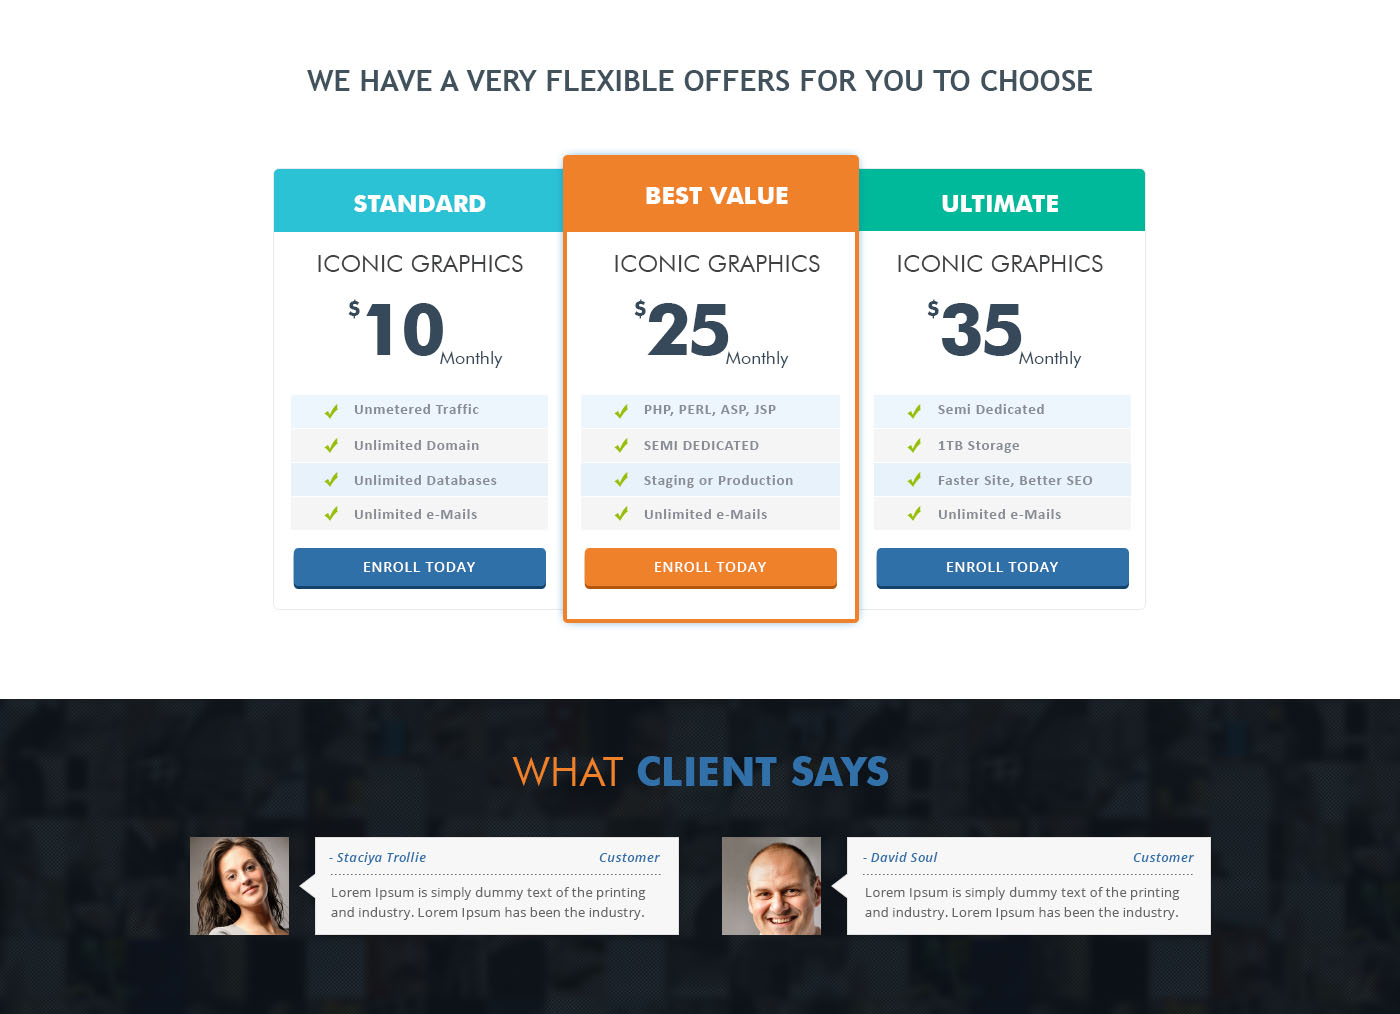 WE HAVE A VERY FLEXIBLE OFFERS FOR YOU TO CHOOSE
STANDARD
ICONIC GRAPHICS
$10 Monthly
Unmetered Traffic
Unlimited Domain
Unlimited Databases
Unlimited e-Mails
ENROLL TODAY
BEST VALUE
ICONIC GRAPHICS
$25 Monthly
PHP, PERL, ASP, JSP
SEMI DEDICATED
Staging or Production
Unlimited e-Mails
ENROLL TODAY
ULTIMATE
ICONIC GRAPHICS
$35 Monthly
Semi Dedicated
1TB Storage
Faster Site, Better SEO
Unlimited e-Mails
ENROLL TODAY
WHAT CLIENT SAYS
- Staciya Trollie Customer
Lorem Ipsum is simply dummy text of the printing
and industry. Lorem Ipsum has been the industry.
- David Soul Customer
Lorem Ipsum is simply dummy text of the printing
and industry. Lorem Ipsum has been the industry.